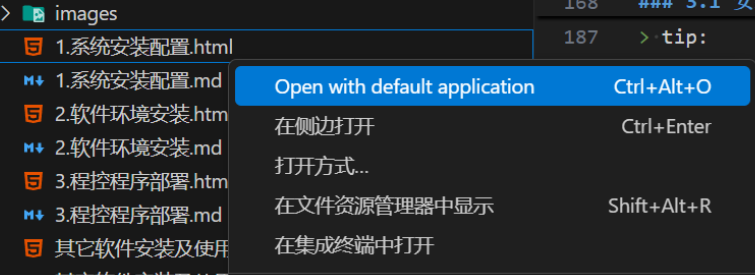 images
168 ### 3.1 安
1.系统安装配置.html
187 > tip:
1.系统安装配置.md
Open with default application Ctrl+Alt+O
2.软件环境安装.htm
在侧边打开 Ctrl+Enter
2.软件环境安装.md
打开方式...
3.程控程序部署.htm
在文件资源管理器中显示 Shift+Alt+R
3.程控程序部署.md
在集成终端中打开
其它软件安装及使用